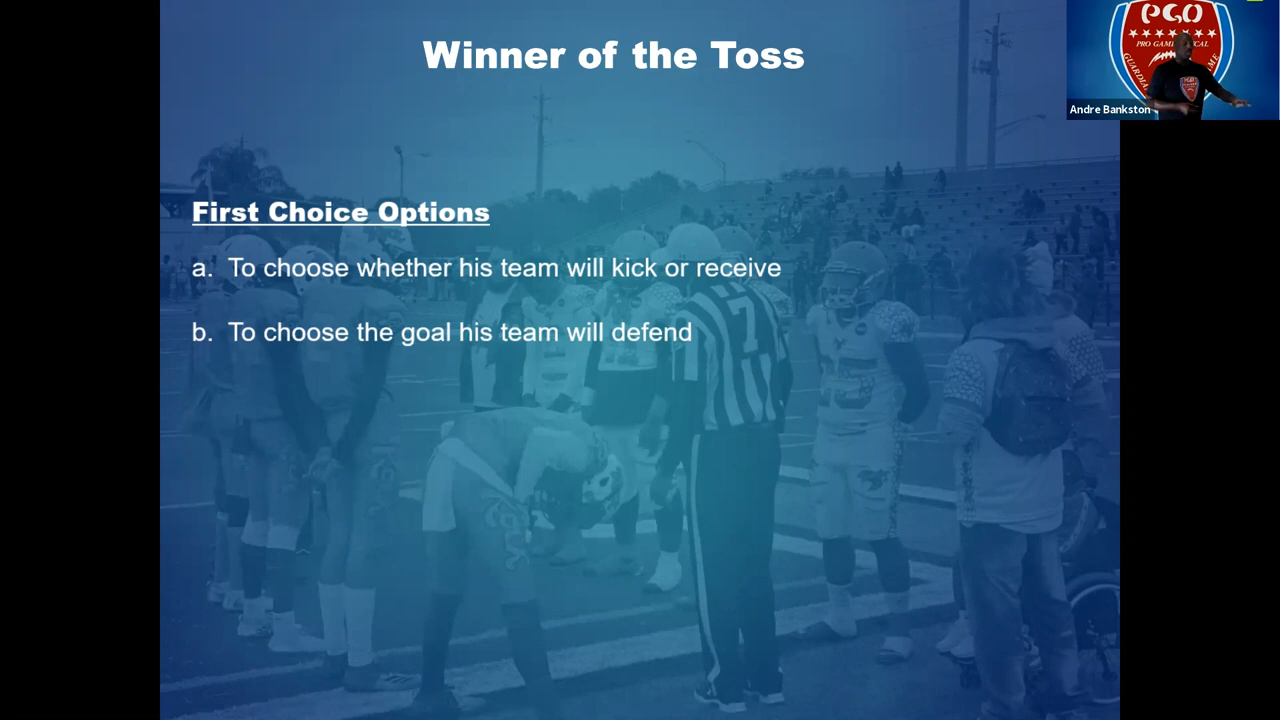 Winner of the Toss
First Choice Options
a. To choose whether his team will kick or receive
b. To choose the goal his team will defend
PGO
Andre Bankston
7